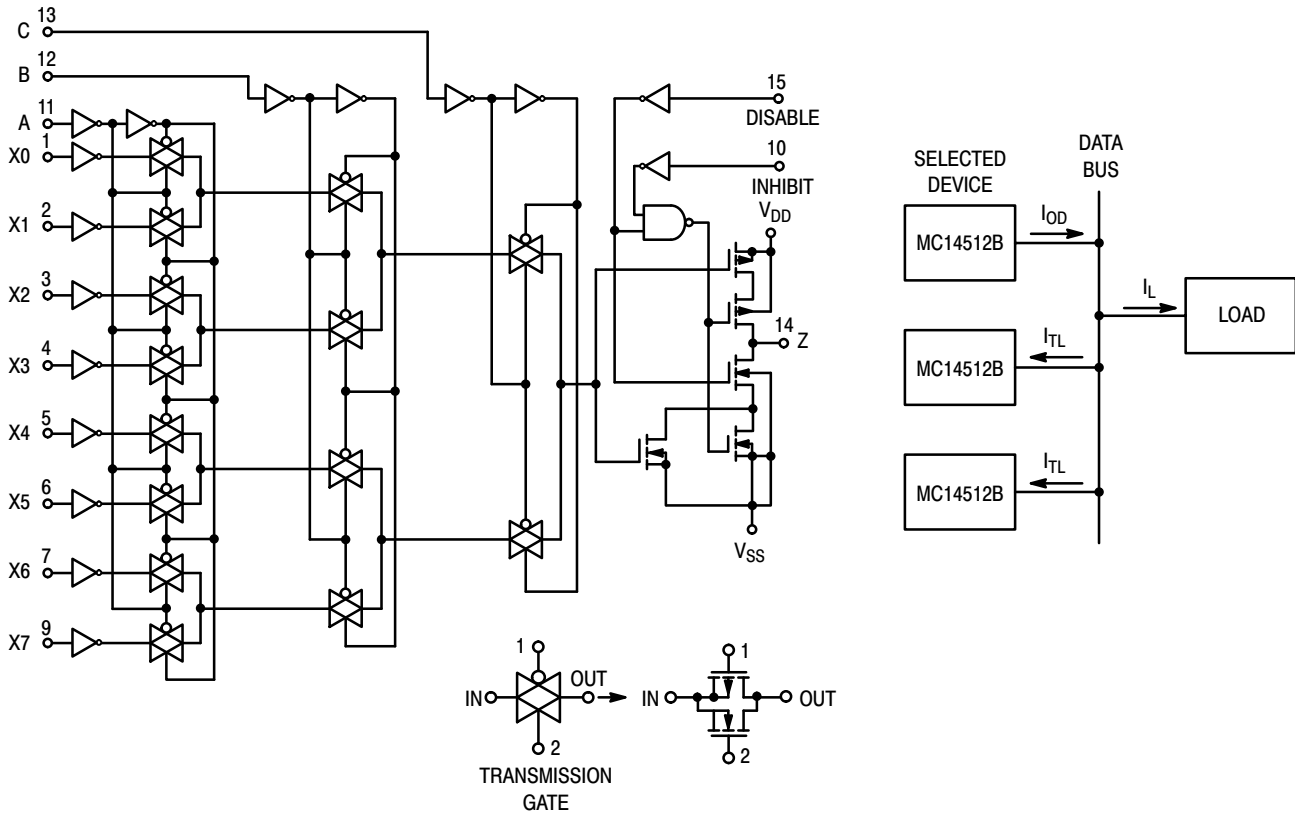 C 13
B 12
A 11
X0 1
X1 2
X2 3
X3 4
X4 5
X5 6
X6 7
X7 9
15
DISABLE
10
INHIBIT
VDD
14
Z
VSS
SELECTED
DEVICE
DATA
BUS
MC14512B
IOD
IL
LOAD
MC14512B
ITL
MC14512B
ITL
1
IN
OUT
2
TRANSMISSION
GATE
1
IN
OUT
2